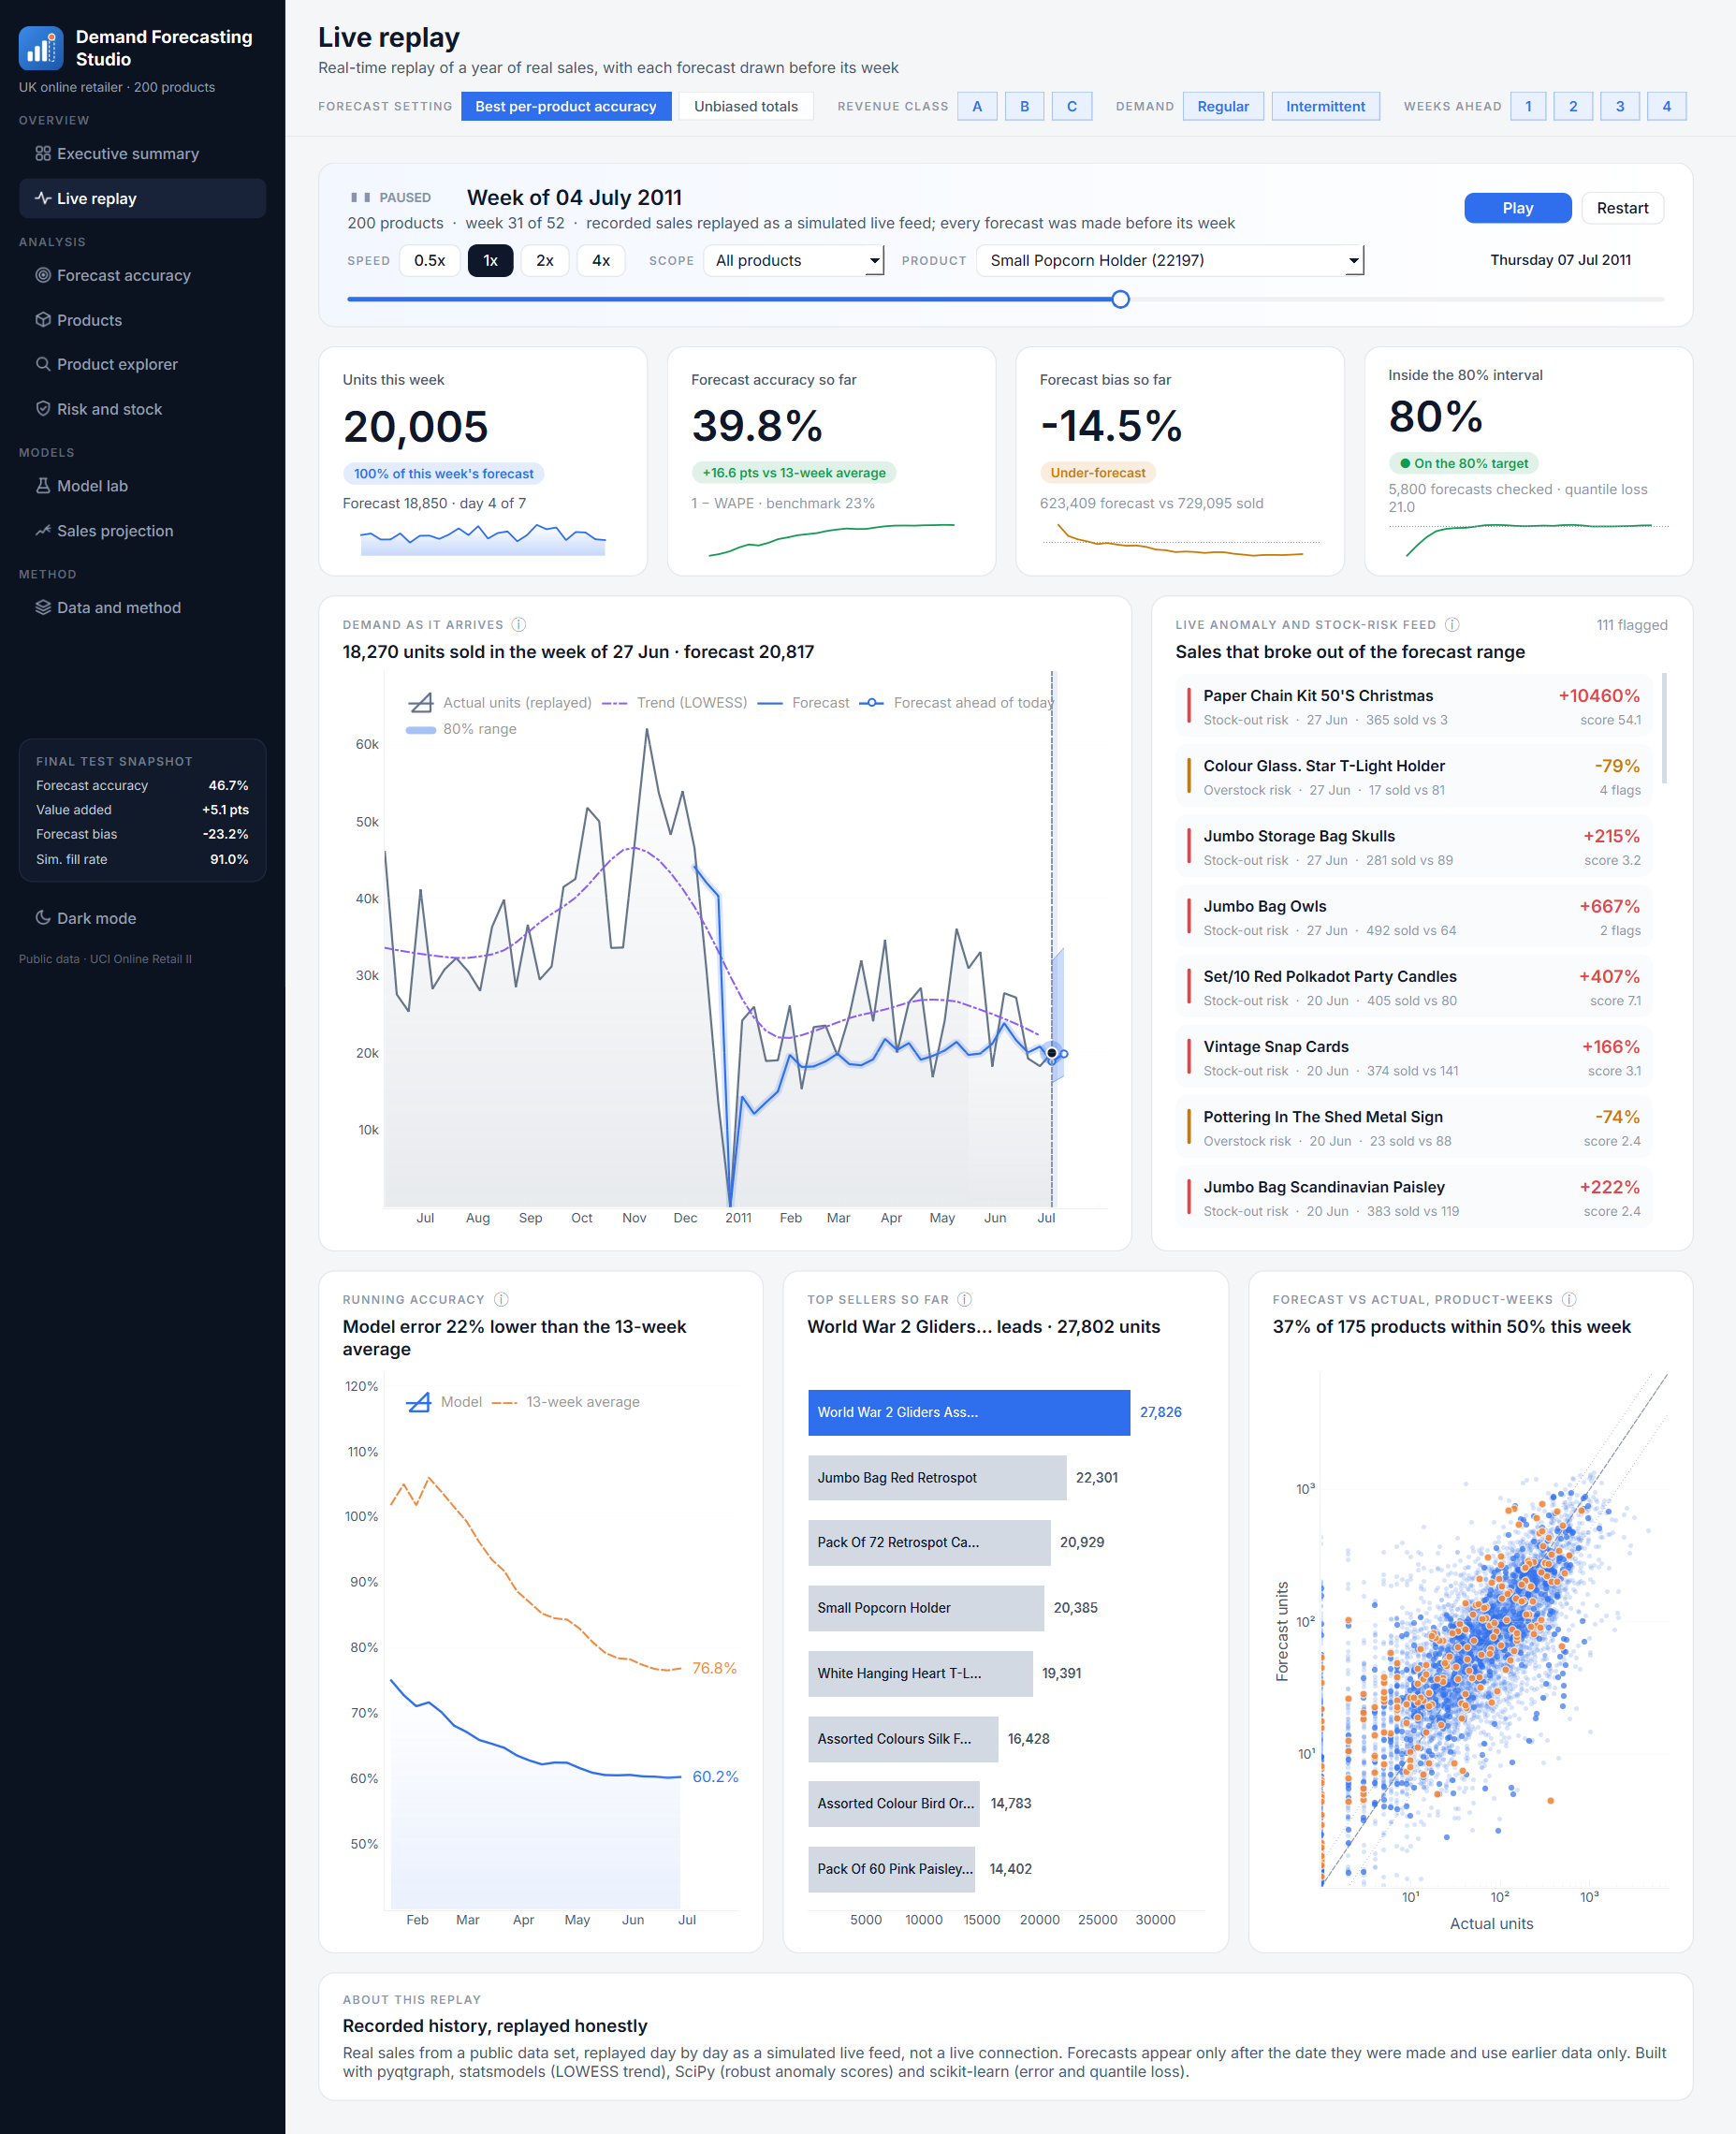 Demand Forecasting
Studio
UK online retailer · 200 products
OVERVIEW
Executive summary
Live replay
ANALYSIS
Forecast accuracy
Products
Product explorer
Risk and stock
MODELS
Model lab
Sales projection
METHOD
Data and method
FINAL TEST SNAPSHOT
Forecast accuracy 46.7%
Value added +5.1 pts
Forecast bias -23.2%
Sim. fill rate 91.0%
Dark mode
Public data · UCI Online Retail II
Live replay
Real-time replay of a year of real sales, with each forecast drawn before its week
FORECAST SETTING Best per-product accuracy Unbiased totals REVENUE CLASS A B C DEMAND Regular Intermittent WEEKS AHEAD 1 2 3 4
PAUSED Week of 04 July 2011 Play Restart
200 products · week 31 of 52 · recorded sales replayed as a simulated live feed; every forecast was made before its week
SPEED 0.5x 1x 2x 4x SCOPE All products PRODUCT Small Popcorn Holder (22197) Thursday 07 Jul 2011
Units this week
20,005
100% of this week's forecast
Forecast 18,850 · day 4 of 7
Forecast accuracy so far
39.8%
+16.6 pts vs 13-week average
1 − WAPE · benchmark 23%
Forecast bias so far
-14.5%
Under-forecast
623,409 forecast vs 729,095 sold
Inside the 80% interval
80%
On the 80% target
5,800 forecasts checked · quantile loss
21.0
DEMAND AS IT ARRIVES
18,270 units sold in the week of 27 Jun · forecast 20,817
Actual units (replayed) Trend (LOWESS) Forecast Forecast ahead of today
80% range
60k
50k
40k
30k
20k
10k
Jul Aug Sep Oct Nov Dec 2011 Feb Mar Apr May Jun Jul
LIVE ANOMALY AND STOCK-RISK FEED 111 flagged
Sales that broke out of the forecast range
Paper Chain Kit 50'S Christmas +10460%
Stock-out risk · 27 Jun · 365 sold vs 3 score 54.1
Colour Glass. Star T-Light Holder -79%
Overstock risk · 27 Jun · 17 sold vs 81 4 flags
Jumbo Storage Bag Skulls +215%
Stock-out risk · 27 Jun · 281 sold vs 89 score 3.2
Jumbo Bag Owls +667%
Stock-out risk · 27 Jun · 492 sold vs 64 2 flags
Set/10 Red Polkadot Party Candles +407%
Stock-out risk · 20 Jun · 405 sold vs 80 score 7.1
Vintage Snap Cards +166%
Stock-out risk · 20 Jun · 374 sold vs 141 score 3.1
Pottering In The Shed Metal Sign -74%
Overstock risk · 20 Jun · 23 sold vs 88 score 2.4
Jumbo Bag Scandinavian Paisley +222%
Stock-out risk · 20 Jun · 383 sold vs 119 score 2.4
RUNNING ACCURACY
Model error 22% lower than the 13-week
average
Model 13-week average
120%
110%
100%
90%
80%
70%
60%
50%
76.8%
60.2%
Feb Mar Apr May Jun Jul
TOP SELLERS SO FAR
World War 2 Gliders... leads · 27,802 units
World War 2 Gliders Ass... 27,826
Jumbo Bag Red Retrospot 22,301
Pack Of 72 Retrospot Ca... 20,929
Small Popcorn Holder 20,385
White Hanging Heart T-L... 19,391
Assorted Colours Silk F... 16,428
Assorted Colour Bird Or... 14,783
Pack Of 60 Pink Paisley... 14,402
5000 10000 15000 20000 25000 30000
FORECAST VS ACTUAL, PRODUCT-WEEKS
37% of 175 products within 50% this week
Forecast units
10³
10²
10¹
10¹ 10² 10³
Actual units
ABOUT THIS REPLAY
Recorded history, replayed honestly
Real sales from a public data set, replayed day by day as a simulated live feed, not a live connection. Forecasts appear only after the date they were made and use earlier data only. Built
with pyqtgraph, statsmodels (LOWESS trend), SciPy (robust anomaly scores) and scikit-learn (error and quantile loss).